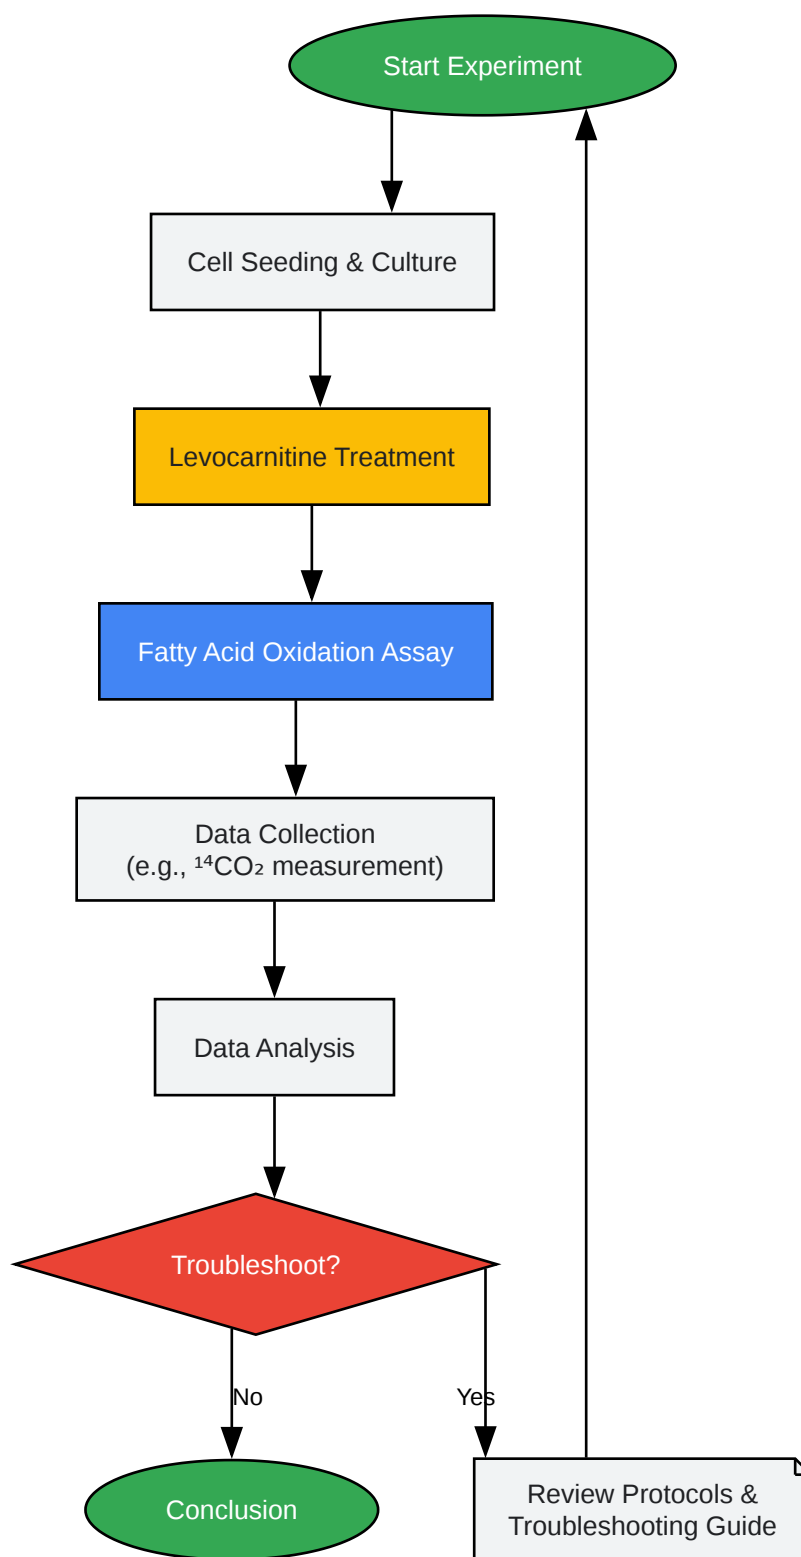 Start Experiment
Cell Seeding & Culture
Levocarnitine Treatment
Fatty Acid Oxidation Assay
Data Collection
(e.g., ¹⁴CO₂ measurement)
Data Analysis
Troubleshoot?
No
Yes
Conclusion
Review Protocols &
Troubleshooting Guide